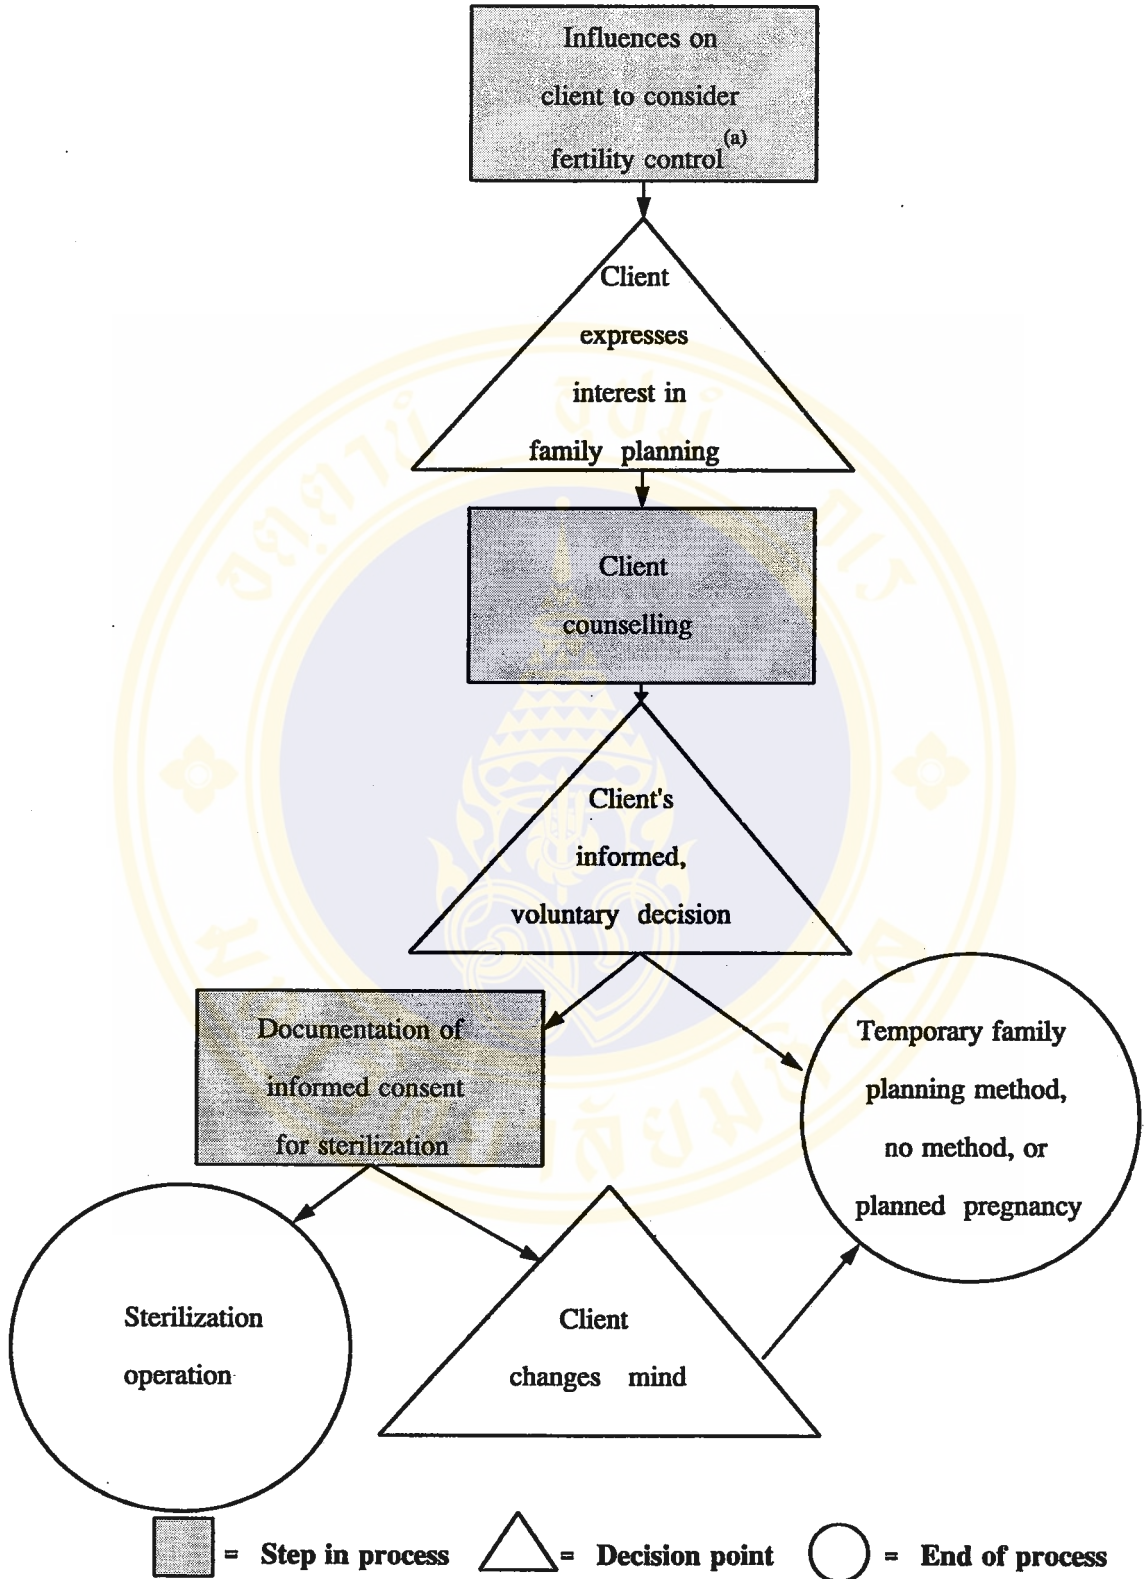 Influences on
client to consider
fertility control(a)
Client
expresses
interest in
family planning
Client
counselling
Client's
informed,
voluntary decision
Documentation of
informed consent
for sterilization
Temporary family
planning method,
no method, or
planned pregnancy
Sterilization
operation
Client
changes mind
= Step in process
= Decision point
= End of process